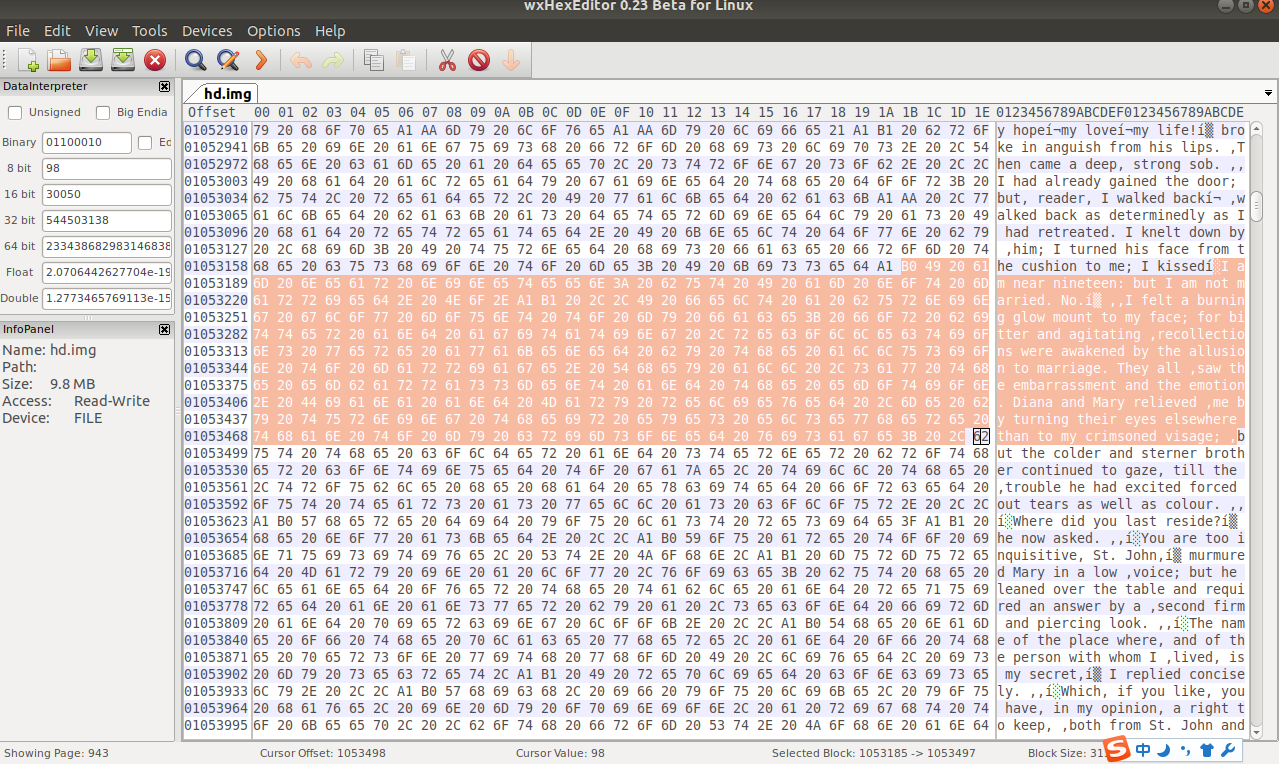 wxHexEditor 0.23 Beta for Linux
File Edit View Tools Devices Options Help
DataInterpreter
Unsigned Big Endia
Binary 01100010 Ed
8 bit 98
16 bit 30050
32 bit 544503138
64 bit 233438682983146838
Float 2.0706442627704e-19
Double 1.2773465769113e-15
InfoPanel
Name: hd.img
Path:
Size: 9.8 MB
Access: Read-Write
Device: FILE
hd.img
Offset 00 01 02 03 04 05 06 07 08 09 0A 0B 0C 0D 0E 0F 10 11 12 13 14 15 16 17 18 19 1A 1B 1C 1D 1E 0123456789ABCDEF0123456789ABCDE
01052910 79 20 68 6F 70 65 A1 AA 6D 79 20 6C 6F 76 65 A1 AA 6D 79 20 6C 69 66 65 21 A1 B1 20 62 72 6F y hopeí¬my loveí¬my life!í▒ bro
01052941 6B 65 20 69 6E 20 61 6E 67 75 69 73 68 20 66 72 6F 6D 20 68 69 73 20 6C 69 70 73 2E 20 2C 54 ke in anguish from his lips. ,T
01052972 68 65 6E 20 63 61 6D 65 20 61 20 64 65 65 70 2C 20 73 74 72 6F 6E 67 20 73 6F 62 2E 20 2C 2C hen came a deep, strong sob. ,,
01053003 49 20 68 61 64 20 61 6C 72 65 61 64 79 20 67 61 69 6E 65 64 20 74 68 65 20 64 6F 6F 72 3B 20 I had already gained the door;
01053034 62 75 74 2C 20 72 65 61 64 65 72 2C 20 49 20 77 61 6C 6B 65 64 20 62 61 63 6B A1 AA 20 2C 77 but, reader, I walked backí¬ ,w
01053065 61 6C 6B 65 64 20 62 61 63 6B 20 61 73 20 64 65 74 65 72 6D 69 6E 65 64 6C 79 20 61 73 20 49 alked back as determinedly as I
01053096 20 68 61 64 20 72 65 74 72 65 61 74 65 64 2E 20 49 20 6B 6E 65 6C 74 20 64 6F 77 6E 20 62 79 had retreated. I knelt down by
01053127 20 2C 68 69 6D 3B 20 49 20 74 75 72 6E 65 64 20 68 69 73 20 66 61 63 65 20 66 72 6F 6D 20 74 ,him; I turned his face from t
01053158 68 65 20 63 75 73 68 69 6F 6E 20 74 6F 20 6D 65 3B 20 49 20 6B 69 73 73 65 64 A1 B0 49 20 61 he cushion to me; I kissedí░I a
01053189 6D 20 6E 65 61 72 20 6E 69 6E 65 74 65 65 6E 3A 20 62 75 74 20 49 20 61 6D 20 6E 6F 74 20 6D m near nineteen: but I am not m
01053220 61 72 72 69 65 64 2E 20 4E 6F 2E A1 B1 20 2C 2C 49 20 66 65 6C 74 20 61 20 62 75 72 6E 69 6E arried. No.í▒ ,,I felt a burnin
01053251 67 20 67 6C 6F 77 20 6D 6F 75 6E 74 20 74 6F 20 6D 79 20 66 61 63 65 3B 20 66 6F 72 20 62 69 g glow mount to my face; for bi
01053282 74 74 65 72 20 61 6E 64 20 61 67 69 74 61 74 69 6E 67 20 2C 72 65 63 6F 6C 6C 65 63 74 69 6F tter and agitating ,recollectio
01053313 6E 73 20 77 65 72 65 20 61 77 61 6B 65 6E 65 64 20 62 79 20 74 68 65 20 61 6C 6C 75 73 69 6F ns were awakened by the allusio
01053344 6E 20 74 6F 20 6D 61 72 72 69 61 67 65 2E 20 54 68 65 79 20 61 6C 6C 20 2C 73 61 77 20 74 68 n to marriage. They all ,saw th
01053375 65 20 65 6D 62 61 72 72 61 73 73 6D 65 6E 74 20 61 6E 64 20 74 68 65 20 65 6D 6F 74 69 6F 6E e embarrassment and the emotion
01053406 2E 20 44 69 61 6E 61 20 61 6E 64 20 4D 61 72 79 20 72 65 6C 69 65 76 65 64 20 2C 6D 65 20 62 . Diana and Mary relieved ,me b
01053437 79 20 74 75 72 6E 69 6E 67 20 74 68 65 69 72 20 65 79 65 73 20 65 6C 73 65 77 68 65 72 65 20 y turning their eyes elsewhere
01053468 74 68 61 6E 20 74 6F 20 6D 79 20 63 72 69 6D 73 6F 6E 65 64 20 76 69 73 61 67 65 3B 20 2C 62 than to my crimsoned visage; ,b
01053499 75 74 20 74 68 65 20 63 6F 6C 64 65 72 20 61 6E 64 20 73 74 65 72 6E 65 72 20 62 72 6F 74 68 ut the colder and sterner broth
01053530 65 72 20 63 6F 6E 74 69 6E 75 65 64 20 74 6F 20 67 61 7A 65 2C 20 74 69 6C 6C 20 74 68 65 20 er continued to gaze, till the
01053561 2C 74 72 6F 75 62 6C 65 20 68 65 20 68 61 64 20 65 78 63 69 74 65 64 20 66 6F 72 63 65 64 20 ,trouble he had excited forced
01053592 6F 75 74 20 74 65 61 72 73 20 61 73 20 77 65 6C 6C 20 61 73 20 63 6F 6C 6F 75 72 2E 20 2C 2C out tears as well as colour. ,,
01053623 A1 B0 57 68 65 72 65 20 64 69 64 20 79 6F 75 20 6C 61 73 74 20 72 65 73 69 64 65 3F A1 B1 20 í░Where did you last reside?í▒
01053654 68 65 20 6E 6F 77 20 61 73 6B 65 64 2E 20 2C 2C A1 B0 59 6F 75 20 61 72 65 20 74 6F 6F 20 69 he now asked. ,,í░You are too i
01053685 6E 71 75 69 73 69 74 69 76 65 2C 20 53 74 2E 20 4A 6F 68 6E 2C A1 B1 20 6D 75 72 6D 75 72 65 nquisitive, St. John,í▒ murmure
01053716 64 20 4D 61 72 79 20 69 6E 20 61 20 6C 6F 77 20 2C 76 6F 69 63 65 3B 20 62 75 74 20 68 65 20 d Mary in a low ,voice; but he
01053747 6C 65 61 6E 65 64 20 6F 76 65 72 20 74 68 65 20 74 61 62 6C 65 20 61 6E 64 20 72 65 71 75 69 leaned over the table and requi
01053778 72 65 64 20 61 6E 20 61 6E 73 77 65 72 20 62 79 20 61 20 2C 73 65 63 6F 6E 64 20 66 69 72 6D red an answer by a ,second firm
01053809 20 61 6E 64 20 70 69 65 72 63 69 6E 67 20 6C 6F 6F 6B 2E 20 2C 2C A1 B0 54 68 65 20 6E 61 6D and piercing look. ,,í░The nam
01053840 65 20 6F 66 20 74 68 65 20 70 6C 61 63 65 20 77 68 65 72 65 2C 20 61 6E 64 20 6F 66 20 74 68 e of the place where, and of th
01053871 65 20 70 65 72 73 6F 6E 20 77 69 74 68 20 77 68 6F 6D 20 49 20 2C 6C 69 76 65 64 2C 20 69 73 e person with whom I ,lived, is
01053902 20 6D 79 20 73 65 63 72 65 74 2C A1 B1 20 49 20 72 65 70 6C 69 65 64 20 63 6F 6E 63 69 73 65 my secret,í▒ I replied concise
01053933 6C 79 2E 20 2C 2C A1 B0 57 68 69 63 68 2C 20 69 66 20 79 6F 75 20 6C 69 6B 65 2C 20 79 6F 75 ly. ,,í░Which, if you like, you
01053964 20 68 61 76 65 2C 20 69 6E 20 6D 79 20 6F 70 69 6E 69 6F 6E 2C 20 61 20 72 69 67 68 74 20 74 have, in my opinion, a right t
01053995 6F 20 6B 65 65 70 2C 20 2C 62 6F 74 68 20 66 72 6F 6D 20 53 74 2E 20 4A 6F 68 6E 20 61 6E 64 o keep, ,both from St. John and
Showing Page: 943 Cursor Offset: 1053498 Cursor Value: 98 Selected Block: 1053185 -> 1053497 Block Size: 31
中